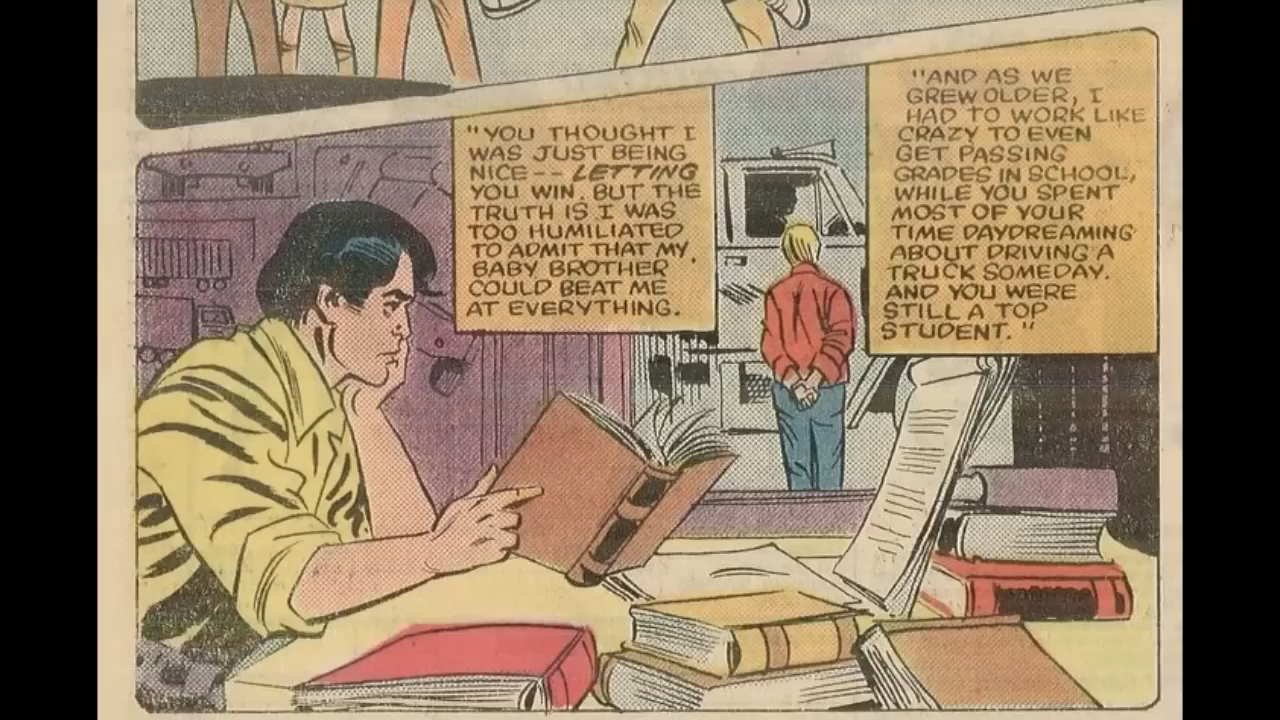 "YOU THOUGHT I
WAS JUST BEING
NICE-- LETTING
YOU WIN. BUT THE
TRUTH IS I WAS
TOO HUMILIATED
TO ADMIT THAT MY
BABY BROTHER
COULD BEAT ME
AT EVERYTHING.
"AND AS WE
GREW OLDER, I
HAD TO WORK LIKE
CRAZY TO EVEN
GET PASSING
GRADES IN SCHOOL,
WHILE YOU SPENT
MOST OF YOUR
TIME DAYDREAMING
ABOUT DRIVING A
TRUCK SOMEDAY.
AND YOU WERE
STILL A TOP
STUDENT."